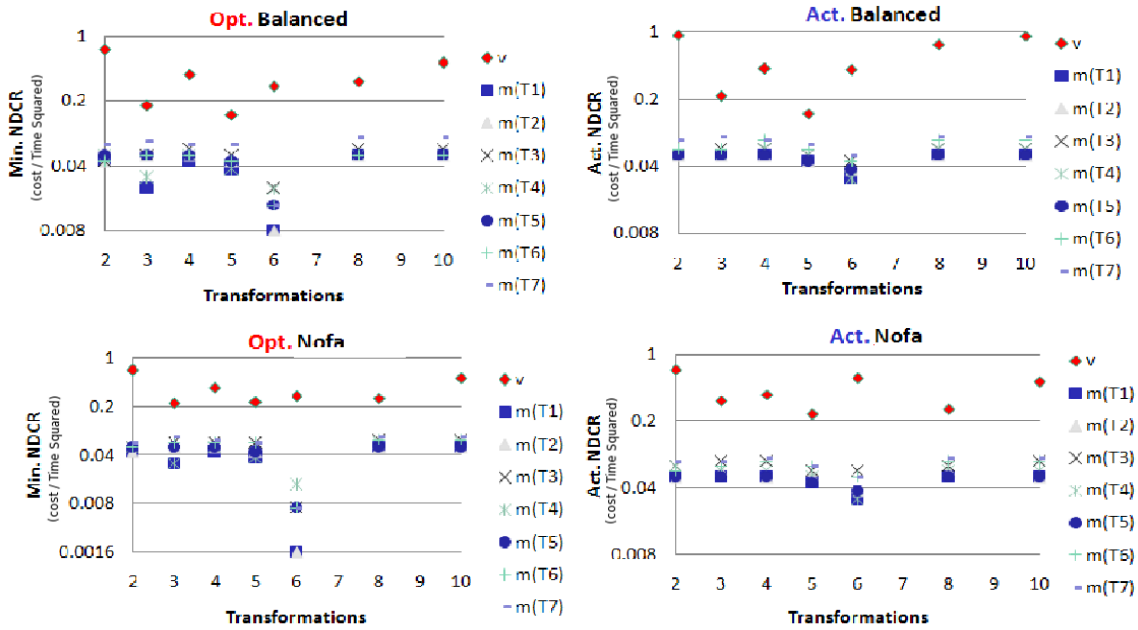 Opt. Balanced
Min. NDCR
(cost / Time Squared)
1
0.2
0.04
0.008
2 3 4 5 6 7 8 9 10
Transformations
v
m(T1)
m(T2)
m(T3)
m(T4)
m(T5)
m(T6)
m(T7)
Act. Balanced
Act. NDCR
(cost / Time Squared)
1
0.2
0.04
0.008
2 3 4 5 6 7 8 9 10
Transformations
v
m(T1)
m(T2)
m(T3)
m(T4)
m(T5)
m(T6)
m(T7)
Opt. Nofa
Min. NDCR
(cost / Time Squared)
1
0.2
0.04
0.008
0.0016
2 3 4 5 6 7 8 9 10
Transformations
v
m(T1)
m(T2)
m(T3)
m(T4)
m(T5)
m(T6)
m(T7)
Act. Nofa
Act. NDCR
(cost / Time Squared)
1
0.2
0.04
0.008
2 3 4 5 6 7 8 9 10
Transformations
v
m(T1)
m(T2)
m(T3)
m(T4)
m(T5)
m(T6)
m(T7)